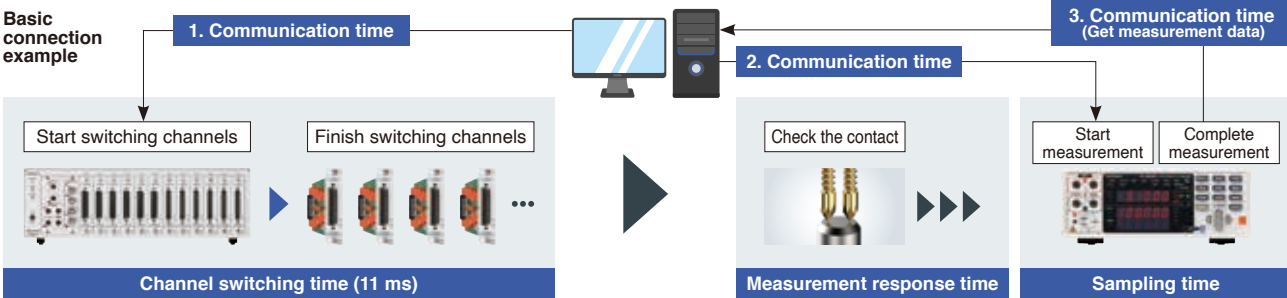 Basic
connection
example
1. Communication time
3. Communication time
(Get measurement data)
2. Communication time
Start switching channels
Finish switching channels
Check the contact
Start
measurement
Complete
measurement
Channel switching time (11 ms)
Measurement response time
Sampling time